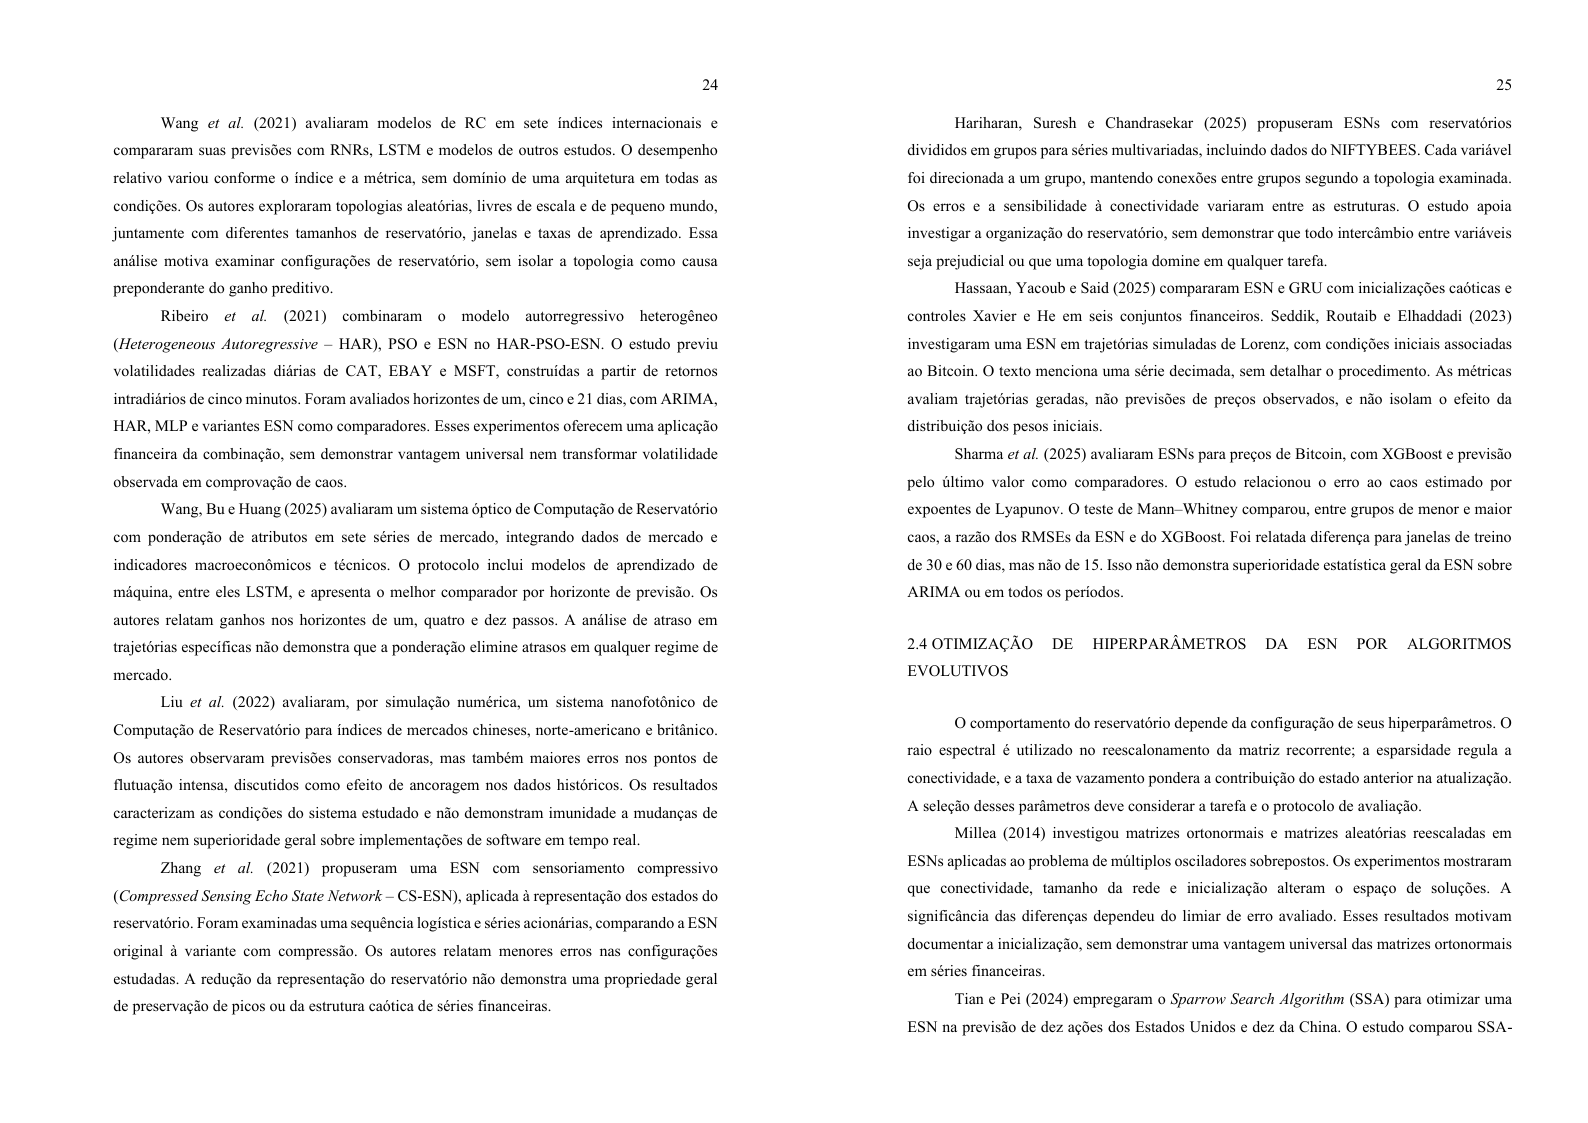 24
Wang et al. (2021) avaliaram modelos de RC em sete índices internacionais e
compararam suas previsões com RNRs, LSTM e modelos de outros estudos. O desempenho
relativo variou conforme o índice e a métrica, sem domínio de uma arquitetura em todas as
condições. Os autores exploraram topologias aleatórias, livres de escala e de pequeno mundo,
juntamente com diferentes tamanhos de reservatório, janelas e taxas de aprendizado. Essa
análise motiva examinar configurações de reservatório, sem isolar a topologia como causa
preponderante do ganho preditivo.
Ribeiro et al. (2021) combinaram o modelo autorregressivo heterogêneo
(Heterogeneous Autoregressive – HAR), PSO e ESN no HAR-PSO-ESN. O estudo previu
volatilidades realizadas diárias de CAT, EBAY e MSFT, construídas a partir de retornos
intradiários de cinco minutos. Foram avaliados horizontes de um, cinco e 21 dias, com ARIMA,
HAR, MLP e variantes ESN como comparadores. Esses experimentos oferecem uma aplicação
financeira da combinação, sem demonstrar vantagem universal nem transformar volatilidade
observada em comprovação de caos.
Wang, Bu e Huang (2025) avaliaram um sistema óptico de Computação de Reservatório
com ponderação de atributos em sete séries de mercado, integrando dados de mercado e
indicadores macroeconômicos e técnicos. O protocolo inclui modelos de aprendizado de
máquina, entre eles LSTM, e apresenta o melhor comparador por horizonte de previsão. Os
autores relatam ganhos nos horizontes de um, quatro e dez passos. A análise de atraso em
trajetórias específicas não demonstra que a ponderação elimine atrasos em qualquer regime de
mercado.
Liu et al. (2022) avaliaram, por simulação numérica, um sistema nanofotônico de
Computação de Reservatório para índices de mercados chineses, norte-americano e britânico.
Os autores observaram previsões conservadoras, mas também maiores erros nos pontos de
flutuação intensa, discutidos como efeito de ancoragem nos dados históricos. Os resultados
caracterizam as condições do sistema estudado e não demonstram imunidade a mudanças de
regime nem superioridade geral sobre implementações de software em tempo real.
Zhang et al. (2021) propuseram uma ESN com sensoriamento compressivo
(Compressed Sensing Echo State Network – CS-ESN), aplicada à representação dos estados do
reservatório. Foram examinadas uma sequência logística e séries acionárias, comparando a ESN
original à variante com compressão. Os autores relatam menores erros nas configurações
estudadas. A redução da representação do reservatório não demonstra uma propriedade geral
de preservação de picos ou da estrutura caótica de séries financeiras.
25
Hariharan, Suresh e Chandrasekar (2025) propuseram ESNs com reservatórios
divididos em grupos para séries multivariadas, incluindo dados do NIFTYBEES. Cada variável
foi direcionada a um grupo, mantendo conexões entre grupos segundo a topologia examinada.
Os erros e a sensibilidade à conectividade variaram entre as estruturas. O estudo apoia
investigar a organização do reservatório, sem demonstrar que todo intercâmbio entre variáveis
seja prejudicial ou que uma topologia domine em qualquer tarefa.
Hassaan, Yacoub e Said (2025) compararam ESN e GRU com inicializações caóticas e
controles Xavier e He em seis conjuntos financeiros. Seddik, Routaib e Elhaddadi (2023)
investigaram uma ESN em trajetórias simuladas de Lorenz, com condições iniciais associadas
ao Bitcoin. O texto menciona uma série decimada, sem detalhar o procedimento. As métricas
avaliam trajetórias geradas, não previsões de preços observados, e não isolam o efeito da
distribuição dos pesos iniciais.
Sharma et al. (2025) avaliaram ESNs para preços de Bitcoin, com XGBoost e previsão
pelo último valor como comparadores. O estudo relacionou o erro ao caos estimado por
expoentes de Lyapunov. O teste de Mann–Whitney comparou, entre grupos de menor e maior
caos, a razão dos RMSEs da ESN e do XGBoost. Foi relatada diferença para janelas de treino
de 30 e 60 dias, mas não de 15. Isso não demonstra superioridade estatística geral da ESN sobre
ARIMA ou em todos os períodos.
2.4 OTIMIZAÇÃO DE HIPERPARÂMETROS DA ESN POR ALGORITMOS
EVOLUTIVOS
O comportamento do reservatório depende da configuração de seus hiperparâmetros. O
raio espectral é utilizado no reescalonamento da matriz recorrente; a esparsidade regula a
conectividade, e a taxa de vazamento pondera a contribuição do estado anterior na atualização.
A seleção desses parâmetros deve considerar a tarefa e o protocolo de avaliação.
Millea (2014) investigou matrizes ortonormais e matrizes aleatórias reescaladas em
ESNs aplicadas ao problema de múltiplos osciladores sobrepostos. Os experimentos mostraram
que conectividade, tamanho da rede e inicialização alteram o espaço de soluções. A
significância das diferenças dependeu do limiar de erro avaliado. Esses resultados motivam
documentar a inicialização, sem demonstrar uma vantagem universal das matrizes ortonormais
em séries financeiras.
Tian e Pei (2024) empregaram o Sparrow Search Algorithm (SSA) para otimizar uma
ESN na previsão de dez ações dos Estados Unidos e dez da China. O estudo comparou SSA-